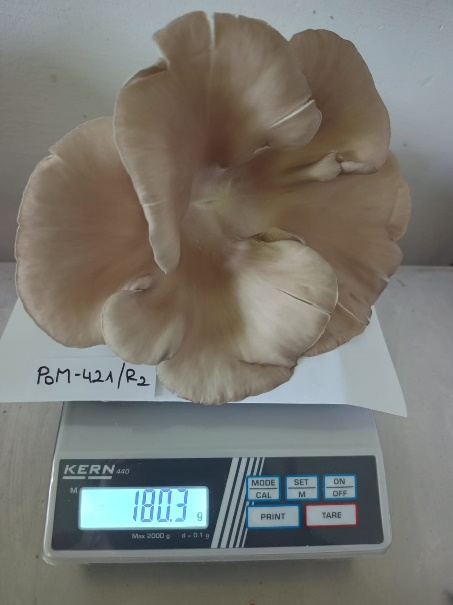 PoM-421/R2
KERN 440
M
180.3 g
Max 2000 g d=0.1 g
MODE
CAL
SET
M
ON
OFF
PRINT
TARE